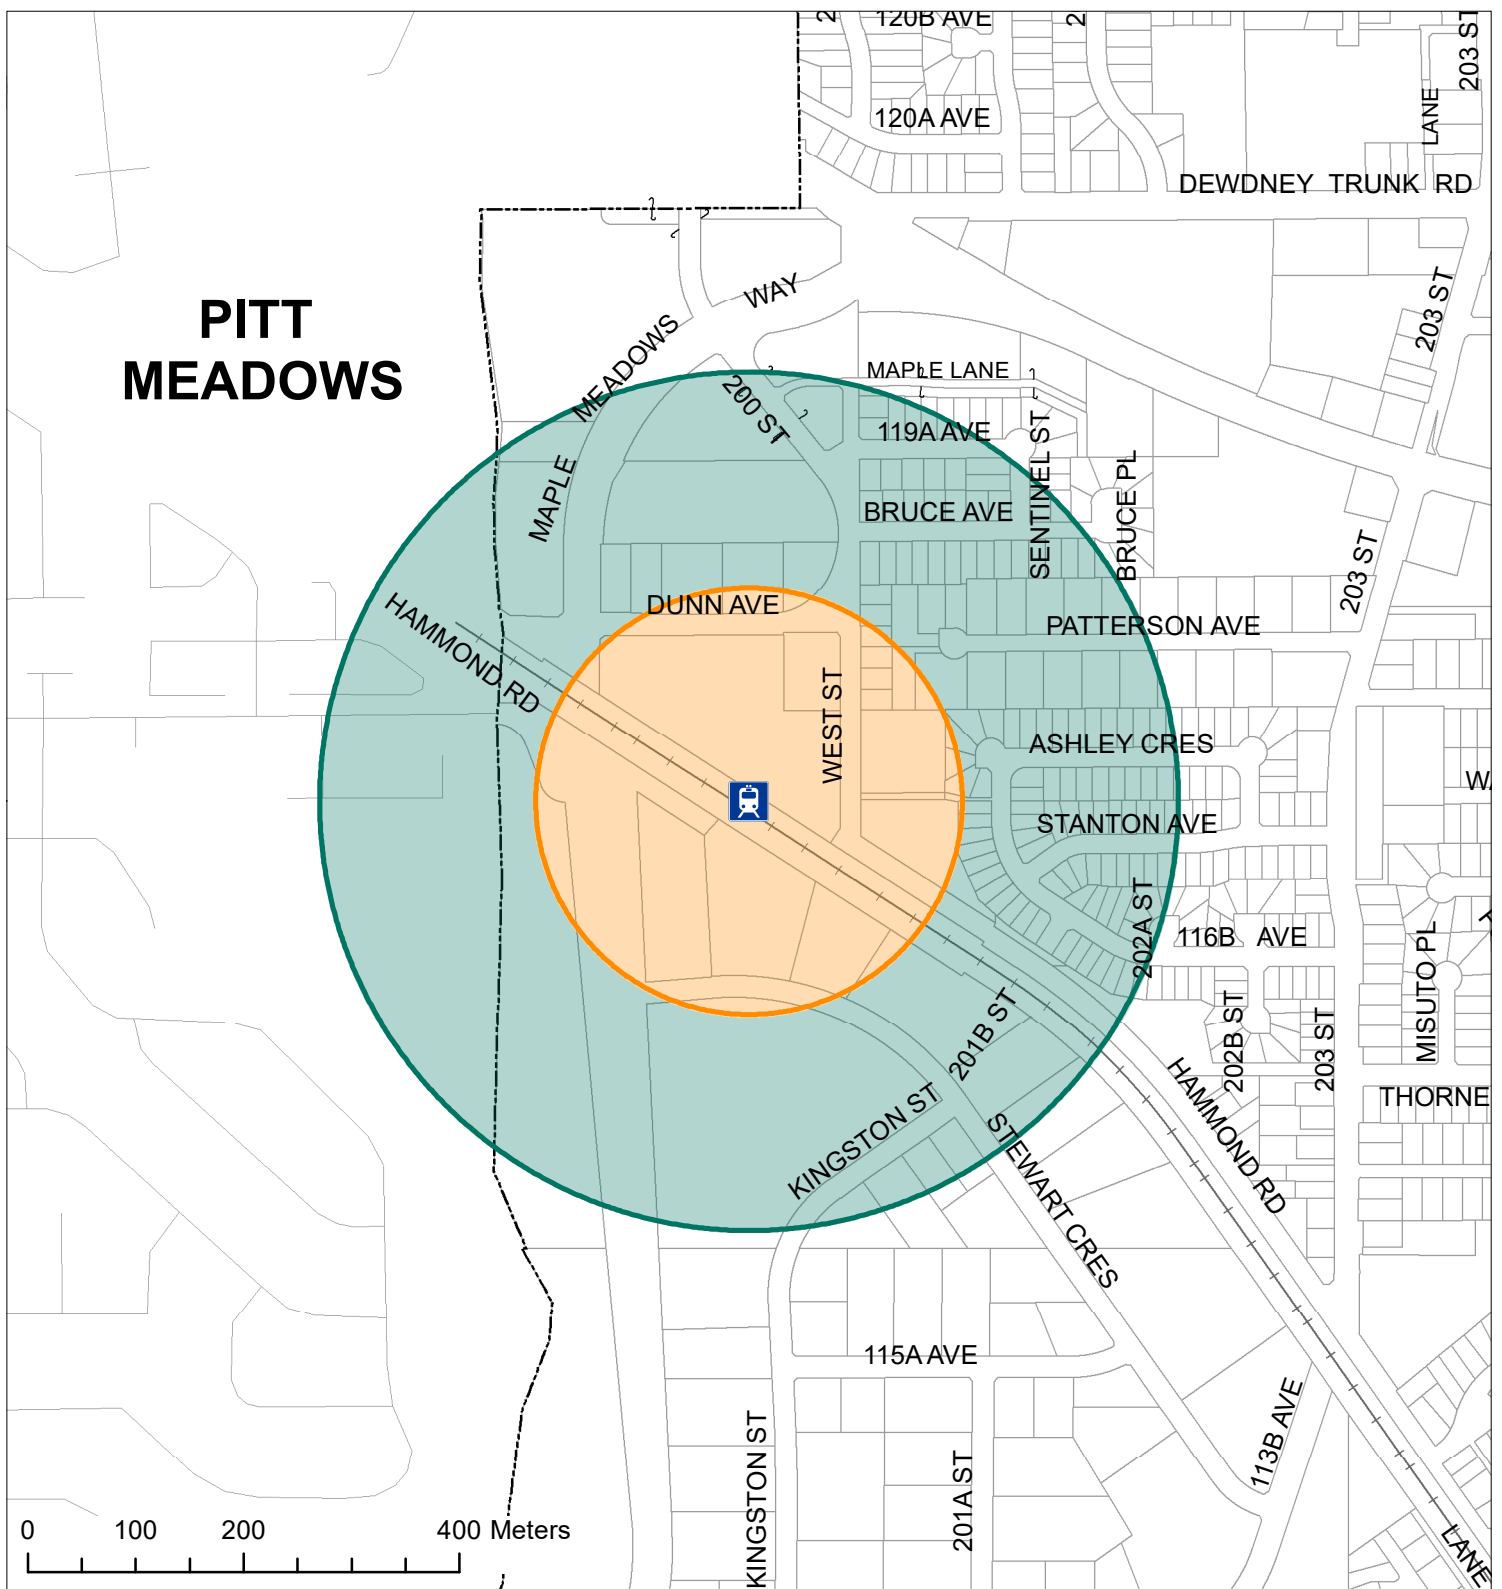 120B AVE
203 ST
120A AVE
LANE
DEWDNEY TRUNK RD
PITT
MEADOWS
WAY
203 ST
MEADOWS
MAPLE LANE
200 ST
119A AVE
SENTINEL ST
BRUCE PL
MAPLE
BRUCE AVE
203 ST
HAMMOND RD
DUNN AVE
PATTERSON AVE
WEST ST
ASHLEY CRES
STANTON AVE
202A ST
116B AVE
MISUTO PL
201B ST
202B ST
203 ST
KINGSTON ST
HAMMOND RD
THORNE
STEWART CRES
115A AVE
113B AVE
KINGSTON ST
201A ST
LANE
0 100 200 400 Meters